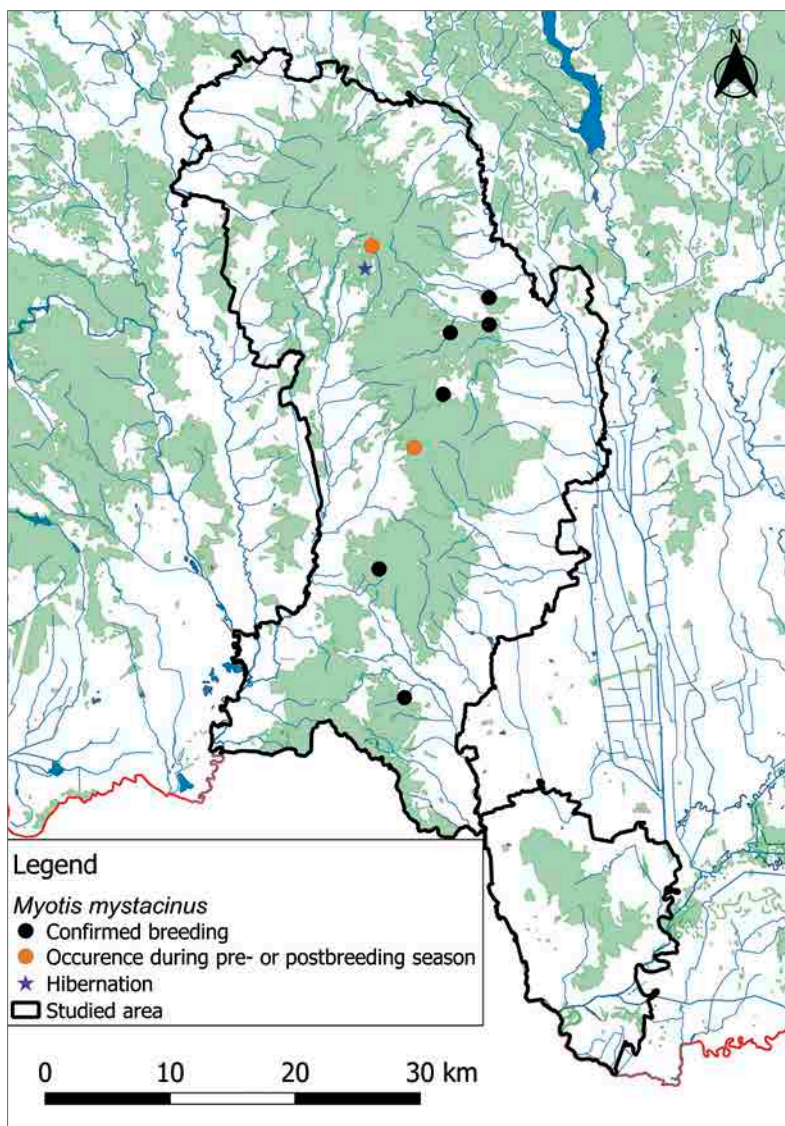 N
Legend
Myotis mystacinus
Confirmed breeding
Occurence during pre- or postbreeding season
Hibernation
Studied area
0 10 20 30 km